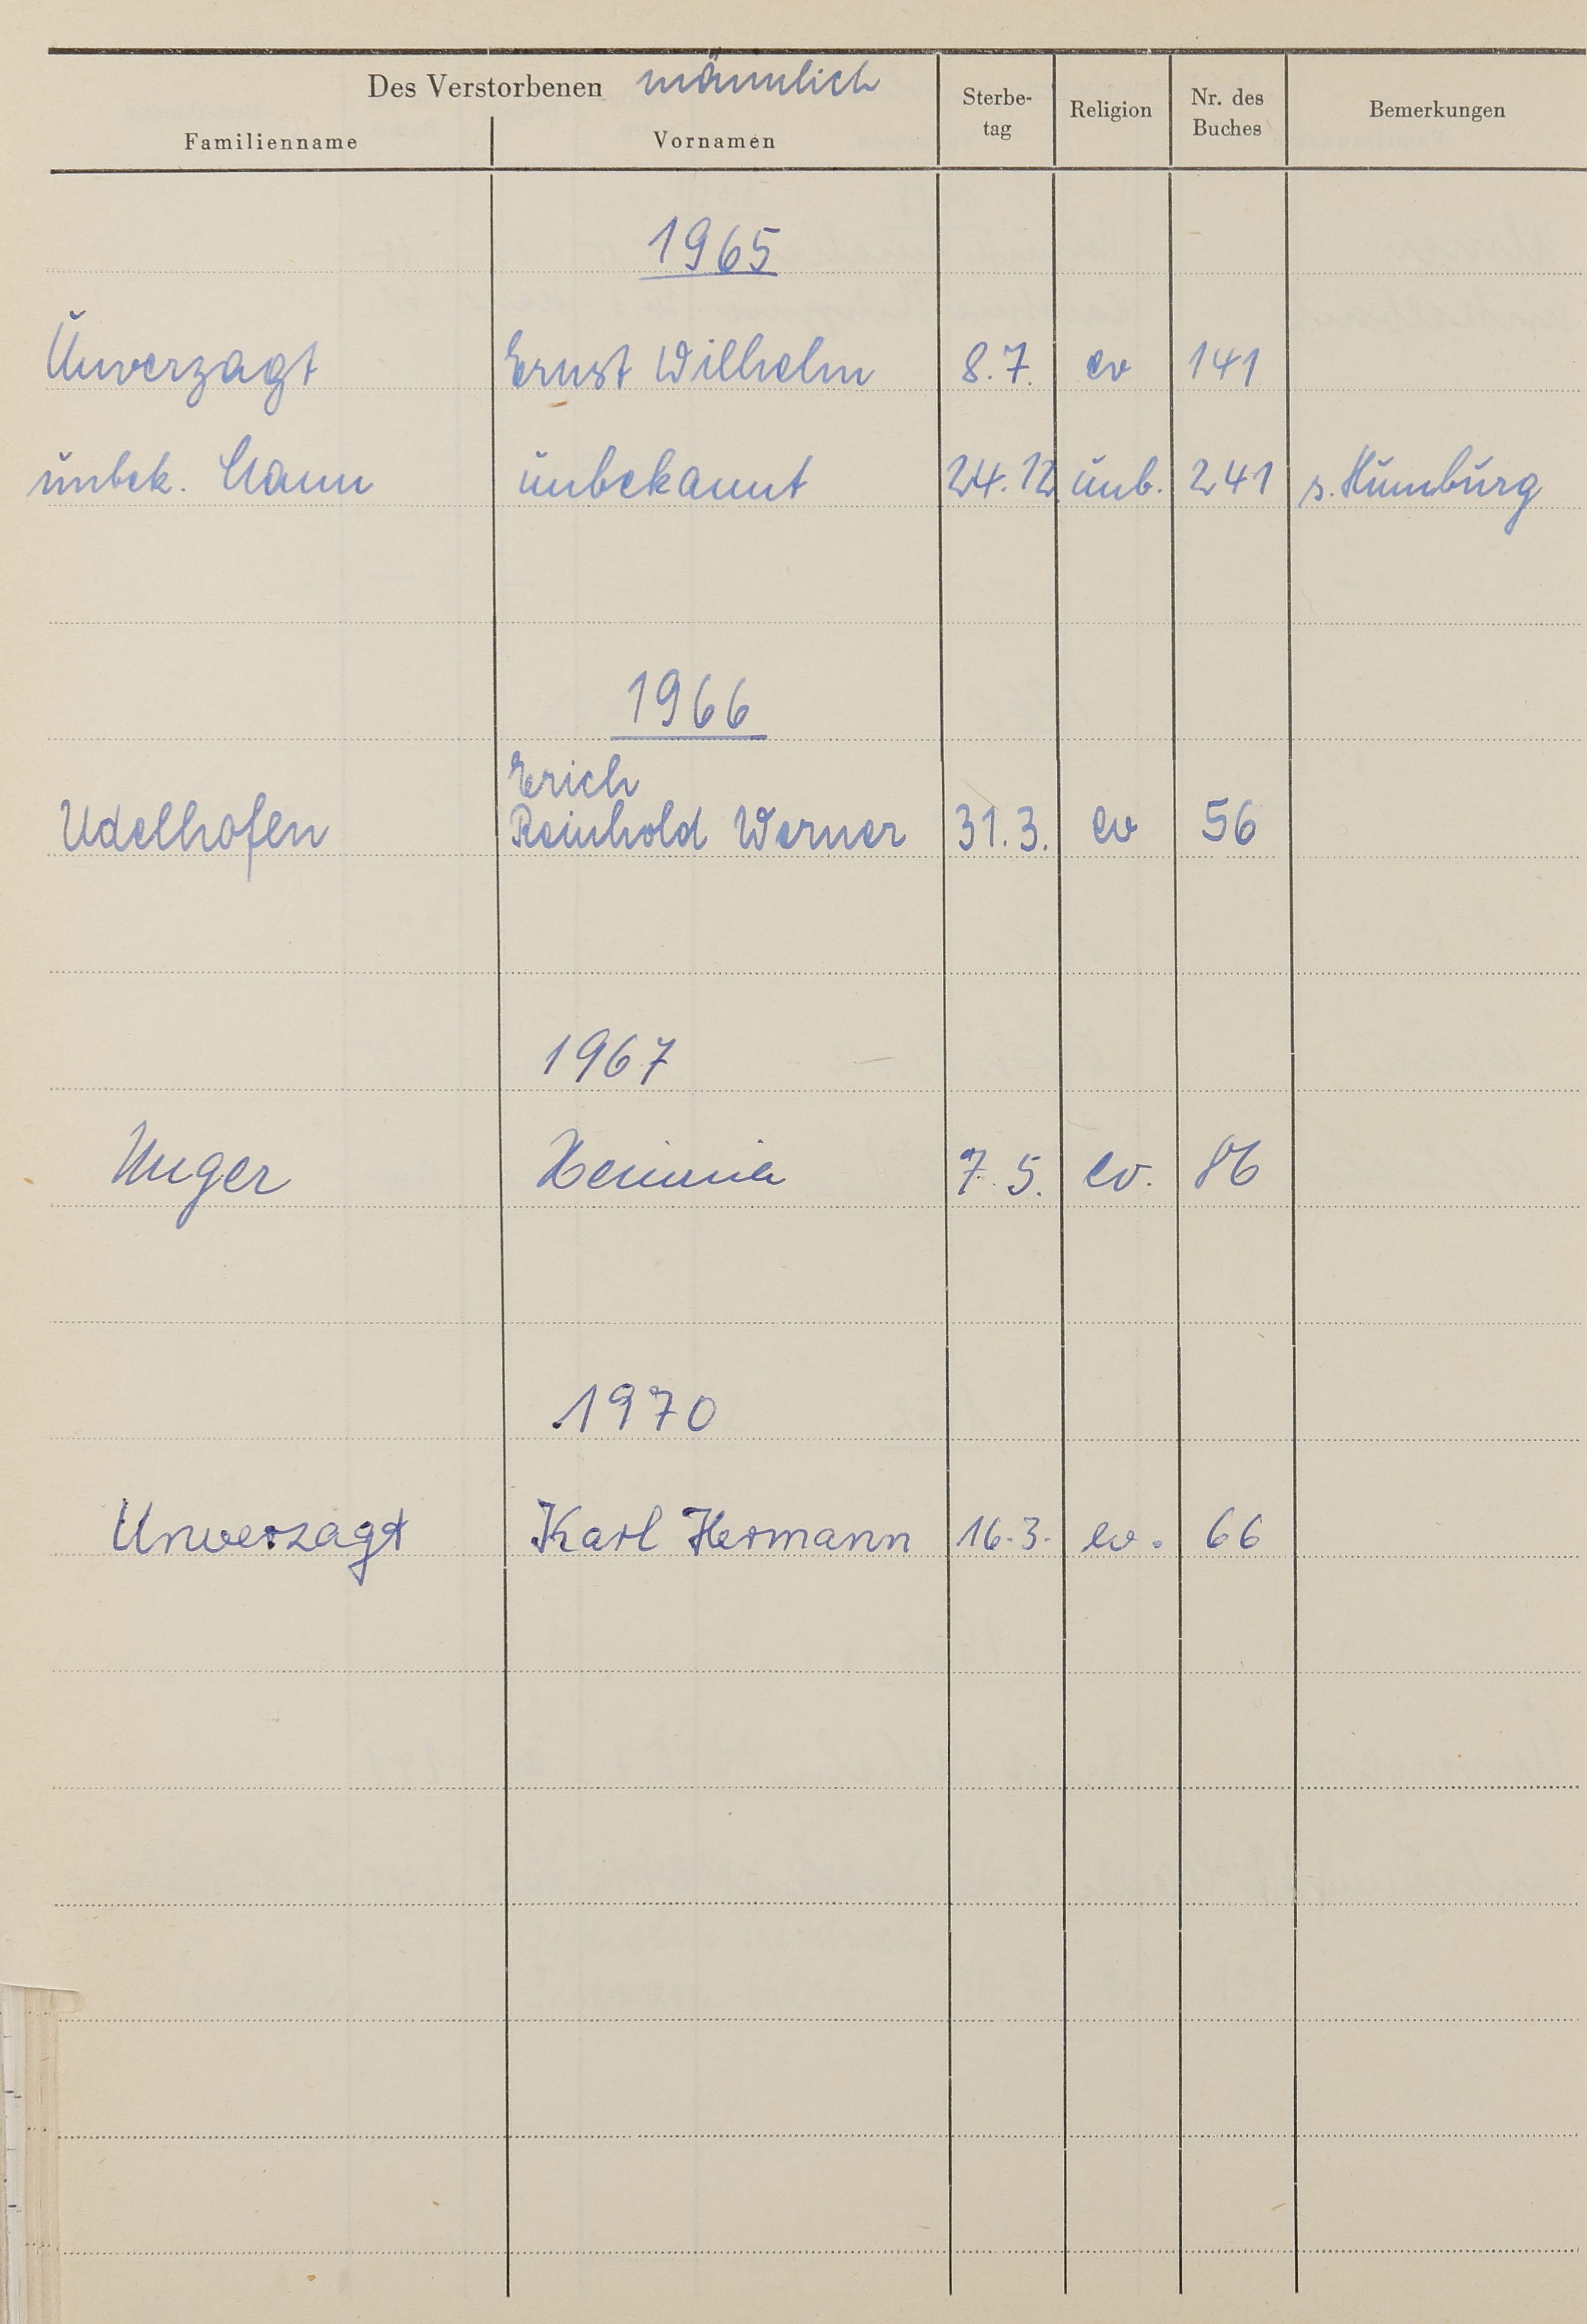 Des Verstorbenen männlich
Familienname Vornamen Sterbe-tag Religion Nr. des Buches Bemerkungen
1965
Unverzagt Ernst Wilhelm 8.7. ev 141
unbek. Mann unbekannt 24.12 unb. 241 s. Humburg
1966
Erich
Udelhofen Reinhold Werner 31.3. ev 56
1967
Unger 7.5. ev. 86
1970
Unverzagt Karl Hermann 16.3. ev. 66